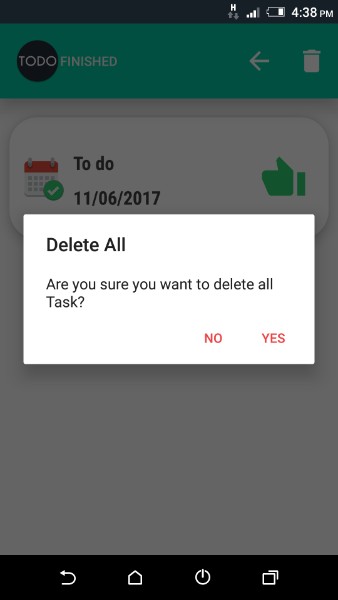 H
4:38 PM
TODO FINISHED
To do
11/06/2017
Delete All
Are you sure you want to delete all
Task?
NO YES